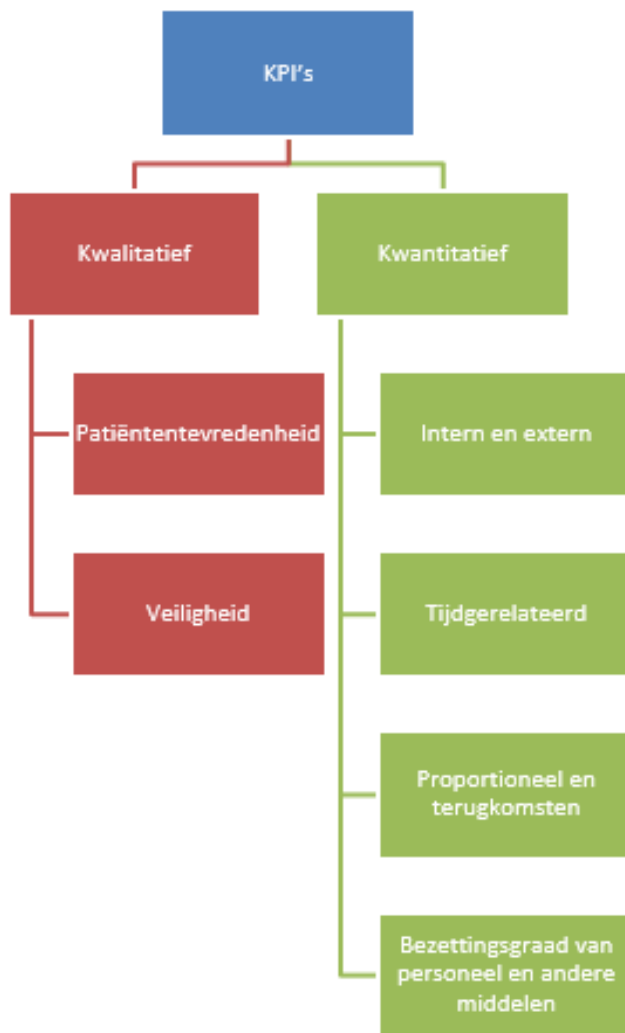 KPI's
Kwalitatief
Patiëntentevredenheid
Veiligheid
Kwantitatief
Intern en extern
Tijdgerelateerd
Proportioneel en
terugkomsten
Bezettingsgraad van
personeel en andere
middelen